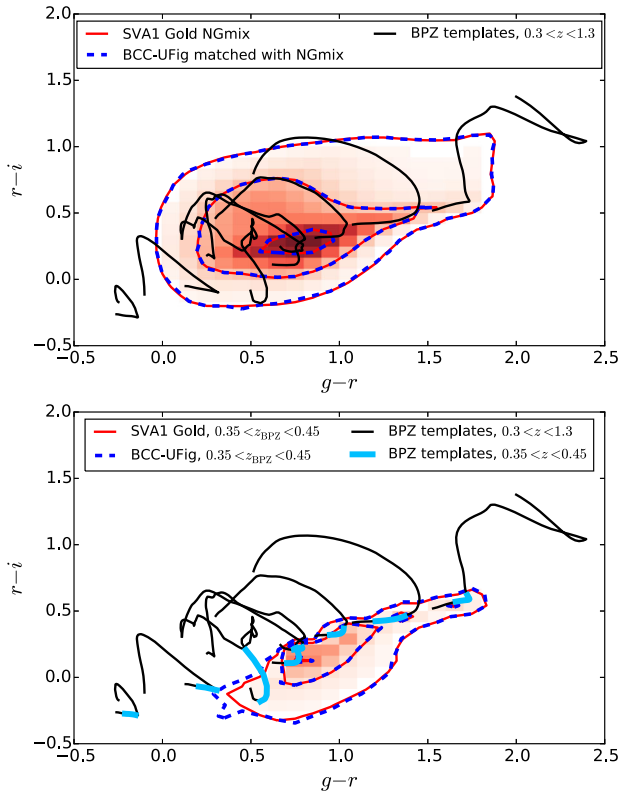 SVA1 Gold NGmix
BCC-UFig matched with NGmix
BPZ templates, 0.3 < z < 1.3
2.0
1.5
1.0
0.5
0.0
−0.5
r−i
−0.5 0.0 0.5 1.0 1.5 2.0 2.5
g−r
SVA1 Gold, 0.35 < z_BPZ < 0.45
BCC-UFig, 0.35 < z_BPZ < 0.45
BPZ templates, 0.3 < z < 1.3
BPZ templates, 0.35 < z < 0.45
2.0
1.5
1.0
0.5
0.0
−0.5
r−i
−0.5 0.0 0.5 1.0 1.5 2.0 2.5
g−r